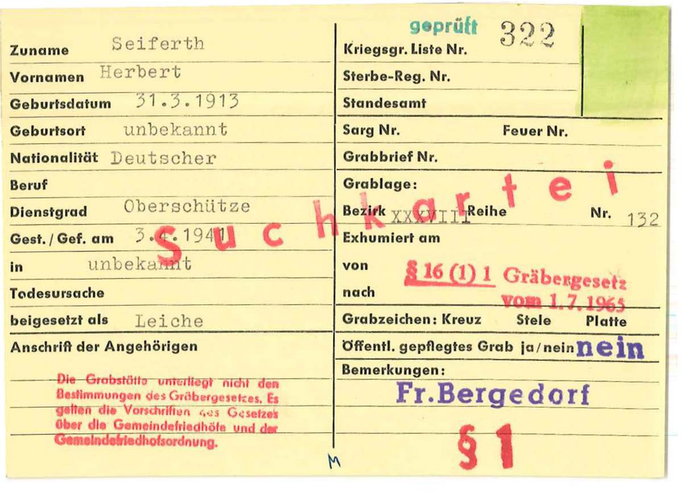 Zuname Seiferth
Vornamen Herbert
Geburtsdatum 31.3.1913
Geburtsort unbekannt
Nationalität Deutscher
Beruf
Dienstgrad Oberschütze
Gest./Gef. am 3.4.1941
in unbekannt
Todesursache
beigesetzt als Leiche
Anschrift der Angehörigen
Die Grabstätte unterliegt nicht den
Bestimmungen des Gräbergesetzes. Es
gelten die Vorschriften des Gesetzes
über die Gemeindefriedhöfe und der
Gemeindefriedhofsordnung.
Suchkartei
geprüft 322
Kriegsgr. Liste Nr.
Sterbe-Reg. Nr.
Standesamt
Sarg Nr. Feuer Nr.
Grabbrief Nr.
Grablage:
Bezirk XXXVIII Reihe Nr. 132
Exhumiert am
von
nach
§ 16 (1) 1 Gräbergesetz
vom 1.7.1965
Grabzeichen: Kreuz Stele Platte
Öffentl. gepflegtes Grab ja/nein nein
Bemerkungen:
Fr.Bergedorf
§ 1
M